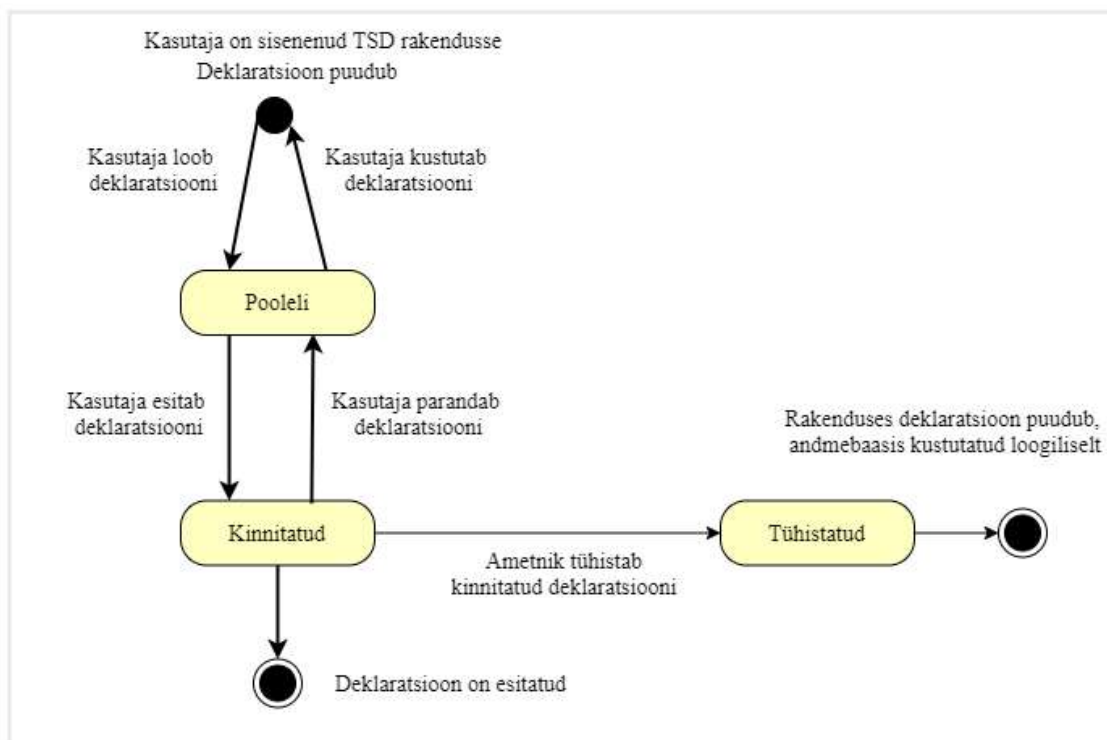 Kasutaja on sisenenud TSD rakendusse
Deklaratsioon puudub
Kasutaja loob
deklaratsiooni
Kasutaja kustutab
deklaratsiooni
Pooleli
Kasutaja esitab
deklaratsiooni
Kasutaja parandab
deklaratsiooni
Rakenduses deklaratsioon puudub,
andmebaasis kustutatud loogiliselt
Kinnitatud
Tühistatud
Ametnik tühistab
kinnitatud deklaratsiooni
Deklaratsioon on esitatud